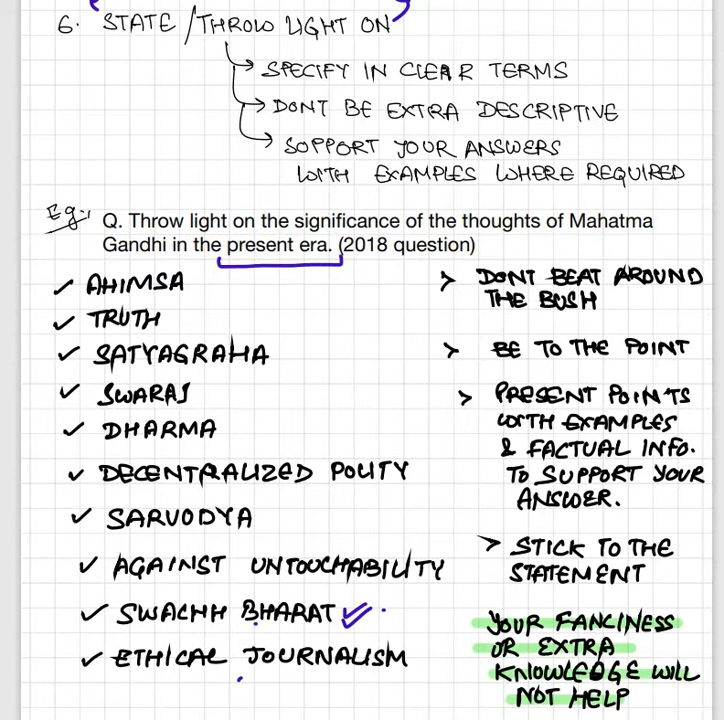 6. STATE/THROW LIGHT ON
SPECIFY IN CLEAR TERMS
DONT BE EXTRA DESCRIPTIVE
SUPPORT YOUR ANSWERS
WITH EXAMPLES WHERE REQUIRED
Eg:-
Q. Throw light on the significance of the thoughts of Mahatma
Gandhi in the present era. (2018 question)
✓ AHIMSA
✓ TRUTH
✓ SATYAGRAHA
✓ SWARAJ
✓ DHARMA
✓ DECENTRALIZED POLITY
✓ SARVODYA
✓ AGAINST UNTOUCHABILITY
✓ SWACHH BHARAT ✓
✓ ETHICAL JOURNALISM
> DONT BEAT AROUND
THE BUSH
> BE TO THE POINT
> PRESENT POINTS
WITH EXAMPLES
& FACTUAL INFO.
TO SUPPORT YOUR
ANSWER.
> STICK TO THE
STATEMENT
YOUR FANCINESS
OR EXTRA
KNOWLEDGE WILL
NOT HELP